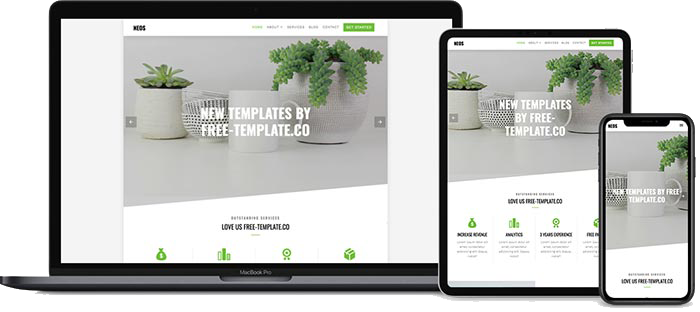 NEOS
HOME ABOUT SERVICES BLOG CONTACT GET STARTED
NEW TEMPLATES BY
FREE-TEMPLATE.CO
OUTSTANDING SERVICES
LOVE US FREE-TEMPLATE.CO
MacBook Pro
NEOS
HOME ABOUT SERVICES BLOG CONTACT GET STARTED
NEW TEMPLATES
BY FREE-
TEMPLATE.CO
OUTSTANDING SERVICES
LOVE US FREE-TEMPLATE.CO
INCREASE REVENUE ANALYTICS 3 YEARS EXPERIENCE
NEOS
NEW TEMPLATES BY FREE-
TEMPLATE.CO
OUTSTANDING SERVICES
LOVE US FREE-TEMPLATE.CO